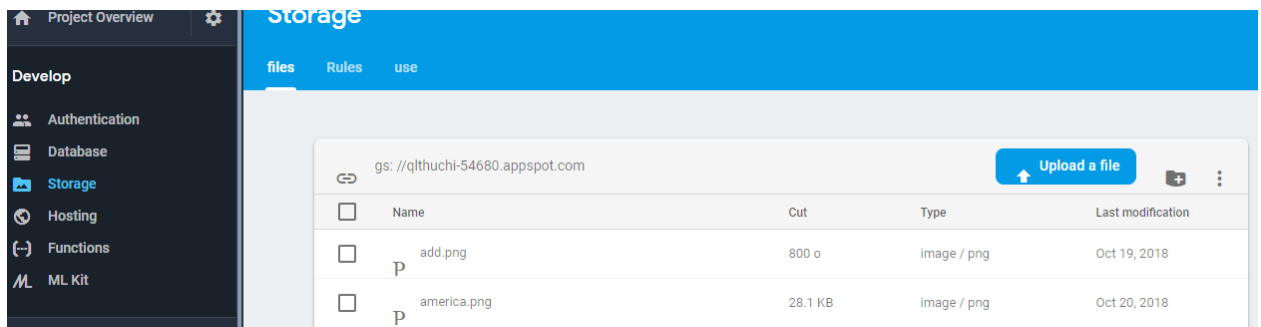 Project Overview
Storage
Develop
files Rules use
Authentication
Database
Storage
Hosting
Functions
ML Kit
gs: //qlthuchi-54680.appspot.com
Upload a file
Name Cut Type Last modification
add.png 800 o image / png Oct 19, 2018
P
america.png 28.1 KB image / png Oct 20, 2018
P